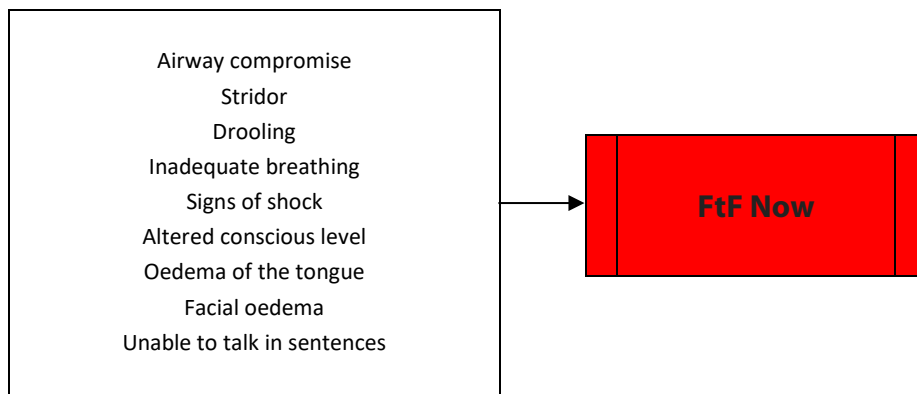 Airway compromise
Stridor
Drooling
Inadequate breathing
Signs of shock
Altered conscious level
Oedema of the tongue
Facial oedema
Unable to talk in sentences
FtF Now